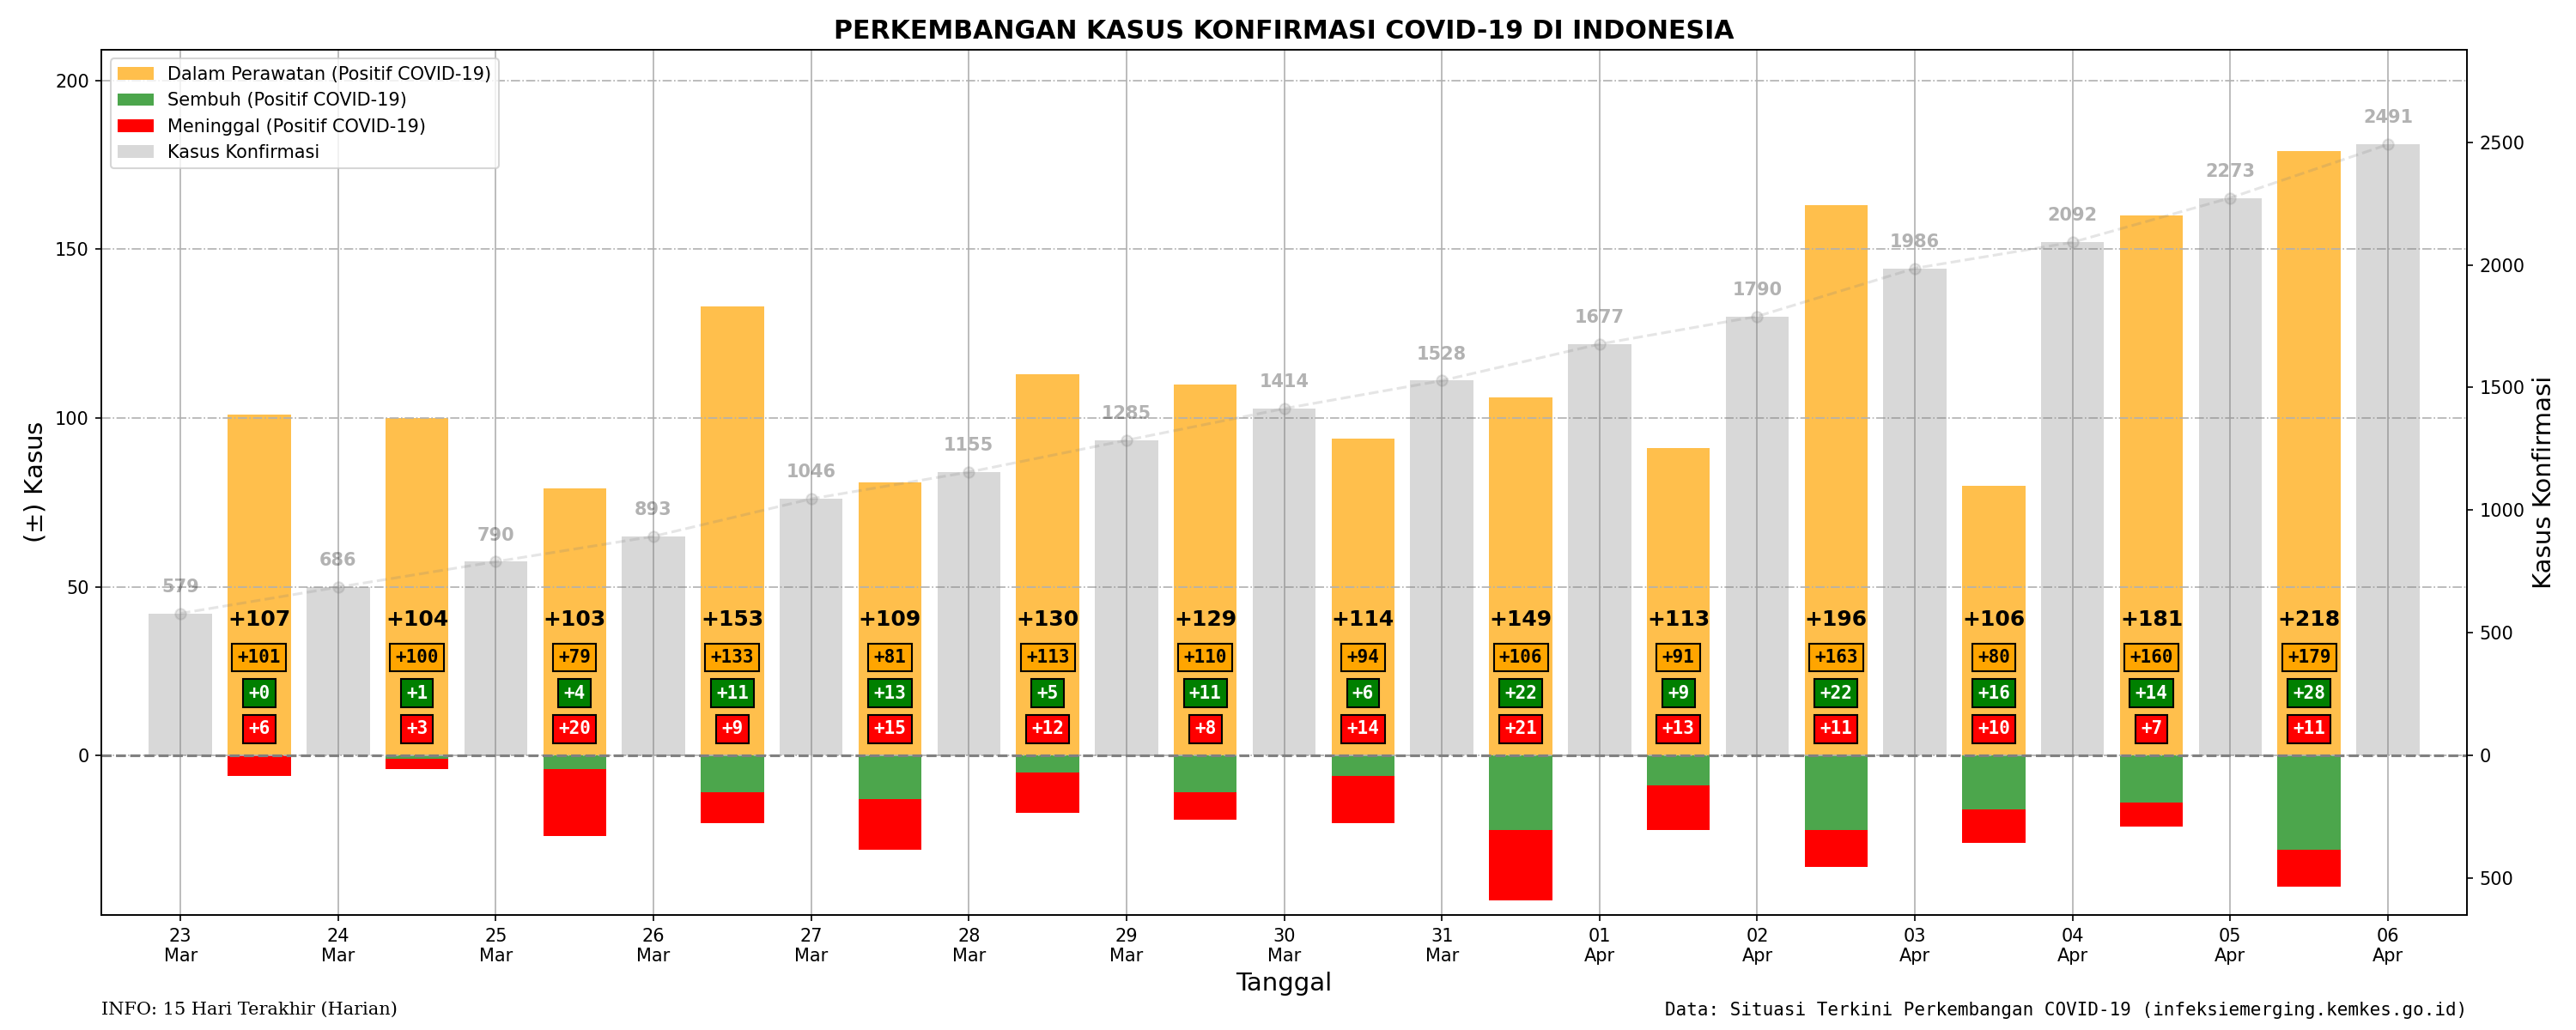 PERKEMBANGAN KASUS KONFIRMASI COVID-19 DI INDONESIA
Dalam Perawatan (Positif COVID-19)
Sembuh (Positif COVID-19)
Meninggal (Positif COVID-19)
Kasus Konfirmasi
(±) Kasus
200
150
100
50
0
579
686
790
893
1046
1155
1285
1414
1528
1677
1790
1986
2092
2273
2491
+107 +104 +103 +153 +109 +130 +129 +114 +149 +113 +196 +106 +181 +218
+101 +100 +79 +133 +81 +113 +110 +94 +106 +91 +163 +80 +160 +179
+0 +1 +4 +11 +13 +5 +11 +6 +22 +9 +22 +16 +14 +28
+6 +3 +20 +9 +15 +12 +8 +14 +21 +13 +11 +10 +7 +11
2500
2000
1500
1000
500
0
500
Kasus Konfirmasi
23 24 25 26 27 28 29 30 31 01 02 03 04 05 06
Mar Mar Mar Mar Mar Mar Mar Mar Mar Apr Apr Apr Apr Apr Apr
Tanggal
INFO: 15 Hari Terakhir (Harian)
Data: Situasi Terkini Perkembangan COVID-19 (infeksiemerging.kemkes.go.id)